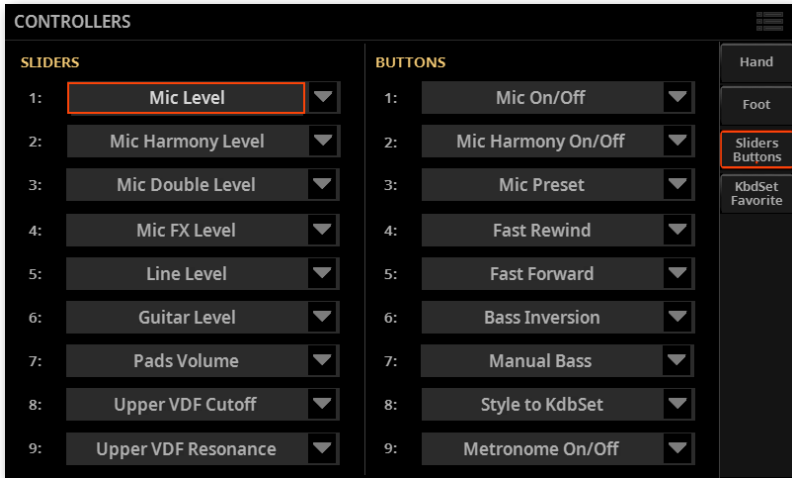 CONTROLLERS
SLIDERS
1: Mic Level
2: Mic Harmony Level
3: Mic Double Level
4: Mic FX Level
5: Line Level
6: Guitar Level
7: Pads Volume
8: Upper VDF Cutoff
9: Upper VDF Resonance
BUTTONS
1: Mic On/Off
2: Mic Harmony On/Off
3: Mic Preset
4: Fast Rewind
5: Fast Forward
6: Bass Inversion
7: Manual Bass
8: Style to KdbSet
9: Metronome On/Off
Hand
Foot
Sliders
Buttons
KbdSet
Favorite